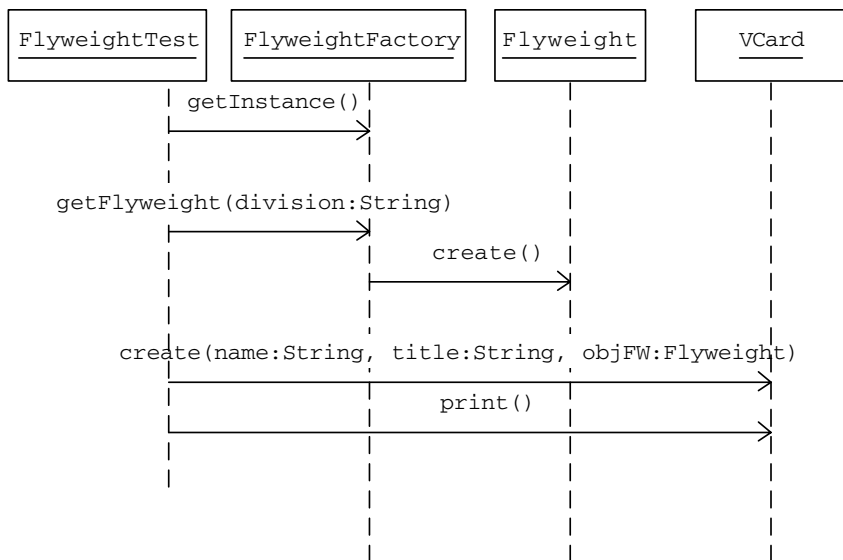 FlyweightTest
FlyweightFactory
Flyweight
VCard
getInstance()
getFlyweight(division:String)
create()
create(name:String, title:String, objFW:Flyweight)
print()